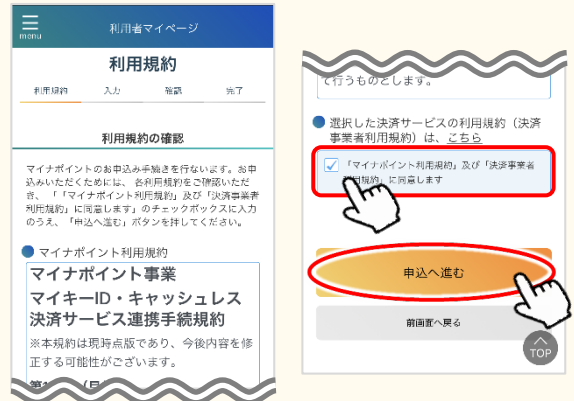 menu
利用者マイページ
利用規約
利用規約 入力 確認 完了
利用規約の確認
マイナポイントのお申込み手続きを行ないます。お申
込みいただくためには、各利用規約をご確認いただ
き、「「マイナポイント利用規約」及び「決済事業者
利用規約」に同意します」のチェックボックスに入力
のうえ、「申込へ進む」ボタンを押してください。
マイナポイント利用規約
マイナポイント事業
マイキーID・キャッシュレス
決済サービス連携手続規約
※本規約は現時点版であり、今後内容を修
正する可能性がございます。
て行うものとします。
選択した決済サービスの利用規約（決済
事業者利用規約）は、こちら
「マイナポイント利用規約」及び「決済事業者
利用規約」に同意します
申込へ進む
前画面へ戻る
TOP